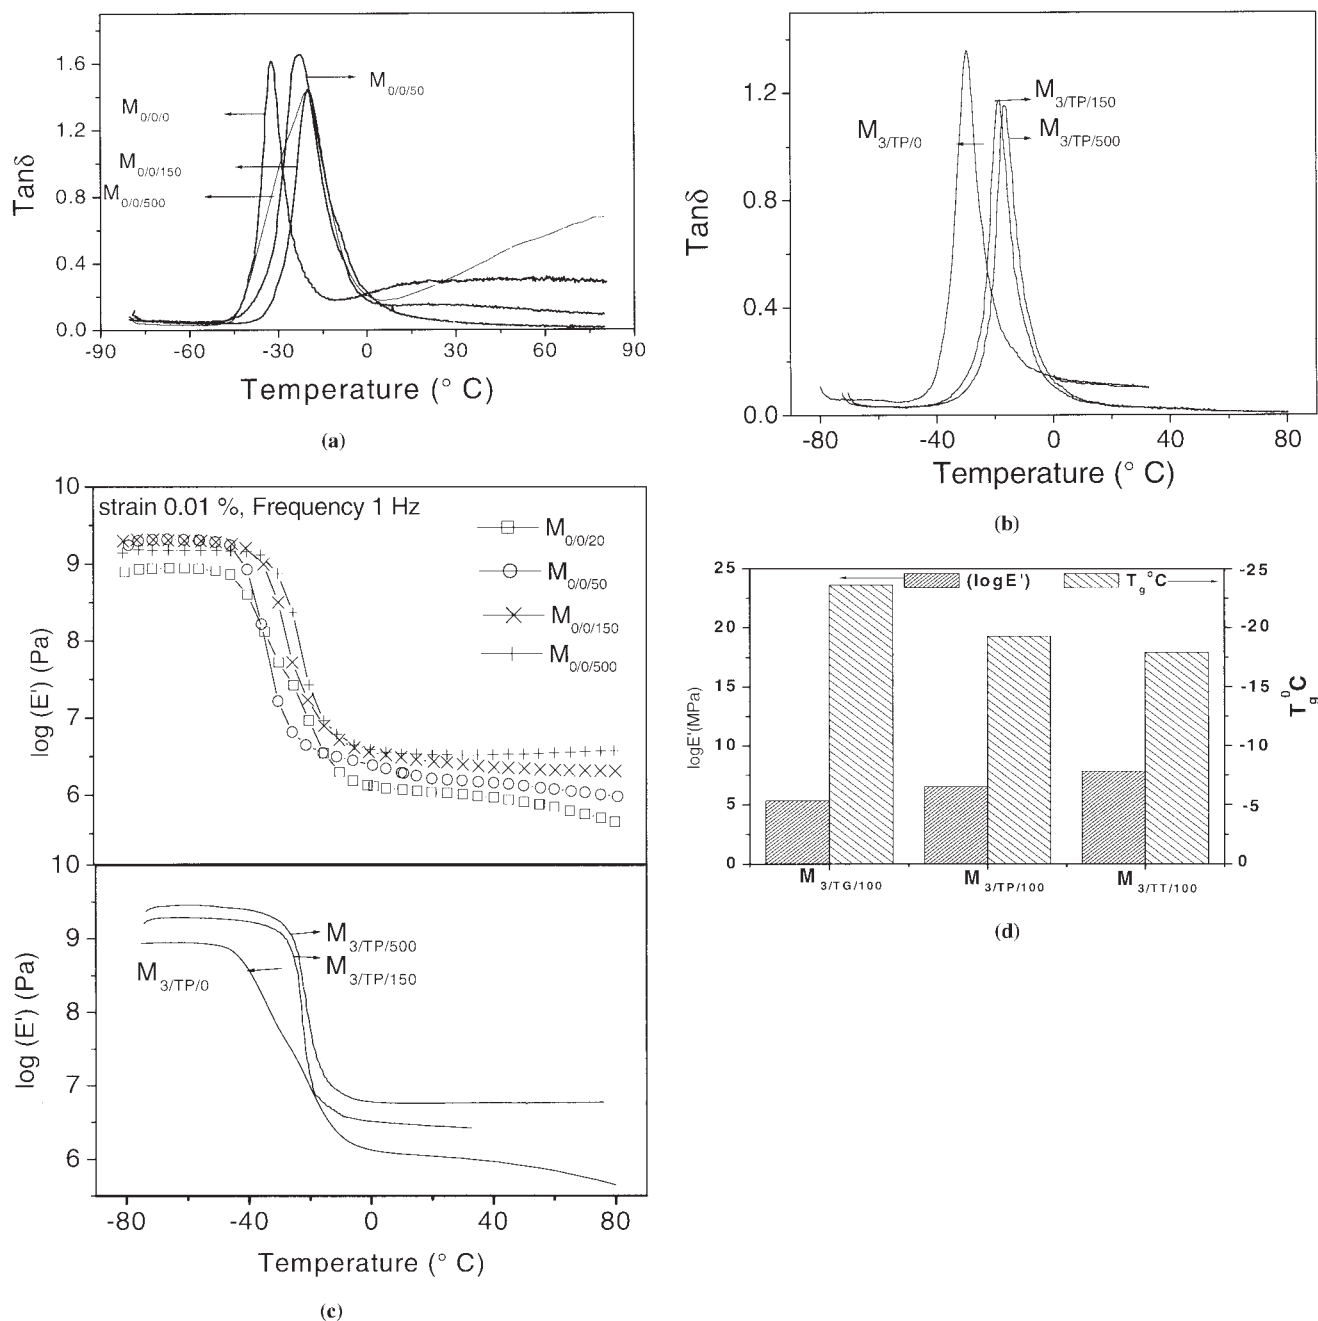 1.6
1.2
0.8
0.4
0.0
Tanδ
M0/0/0
M0/0/50
M0/0/150
M0/0/500
-90 -60 -30 0 30 60 90
Temperature (° C)
(a)
1.2
0.8
0.4
0.0
Tanδ
M3/TP/0
M3/TP/150
M3/TP/500
-80 -40 0 40 80
Temperature (° C)
(b)
strain 0.01 %, Frequency 1 Hz
M0/0/20
M0/0/50
M0/0/150
M0/0/500
10
9
8
7
6
log (E') (Pa)
10
9
8
7
6
log (E') (Pa)
M3/TP/500
M3/TP/150
M3/TP/0
-80 -40 0 40 80
Temperature (° C)
(c)
25
20
15
10
5
0
logE'(MPa)
(logE') Tg°C
-25
-20
-15
-10
-5
0
Tg°C
M3/TG/100 M3/TP/100 M3/TT/100
(d)